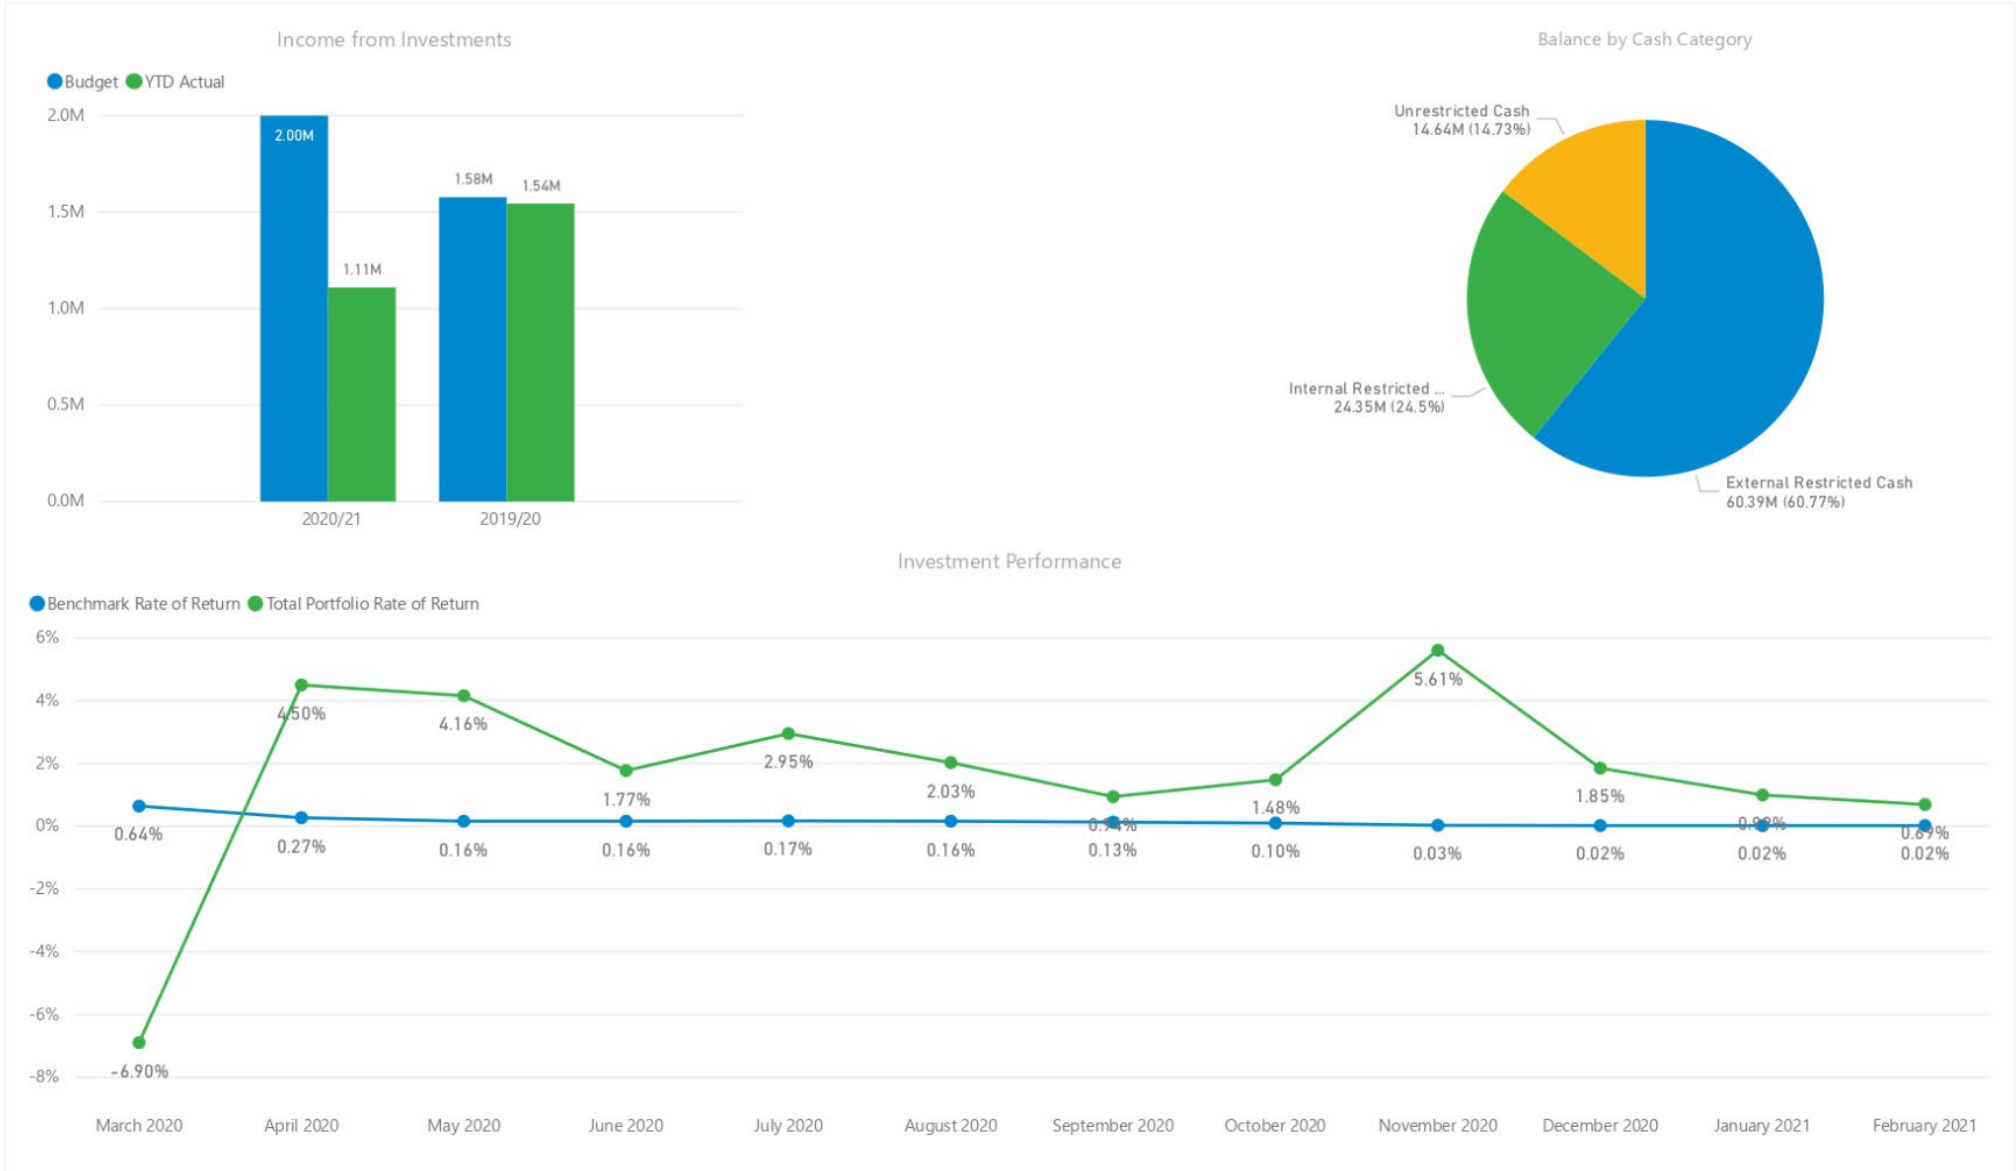 Income from Investments
Budget YTD Actual
2.0M
1.5M
1.0M
0.5M
0.0M
2.00M
1.11M
1.58M
1.54M
2020/21
2019/20
Balance by Cash Category
Unrestricted Cash
14.64M (14.73%)
Internal Restricted ...
24.35M (24.5%)
External Restricted Cash
60.39M (60.77%)
Investment Performance
Benchmark Rate of Return Total Portfolio Rate of Return
6%
4%
2%
0%
-2%
-4%
-6%
-8%
4.50%
4.16%
1.77%
2.95%
2.03%
0.94%
1.48%
5.61%
1.85%
0.69%
0.64%
0.27%
0.16%
0.16%
0.17%
0.16%
0.13%
0.10%
0.03%
0.02%
0.02%
0.02%
-6.90%
March 2020
April 2020
May 2020
June 2020
July 2020
August 2020
September 2020
October 2020
November 2020
December 2020
January 2021
February 2021